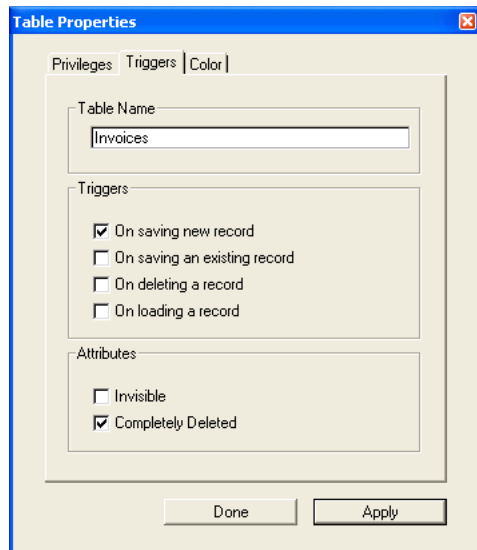 Table Properties
Privileges Triggers Color
Table Name
Invoices
Triggers
On saving new record
On saving an existing record
On deleting a record
On loading a record
Attributes
Invisible
Completely Deleted
Done Apply